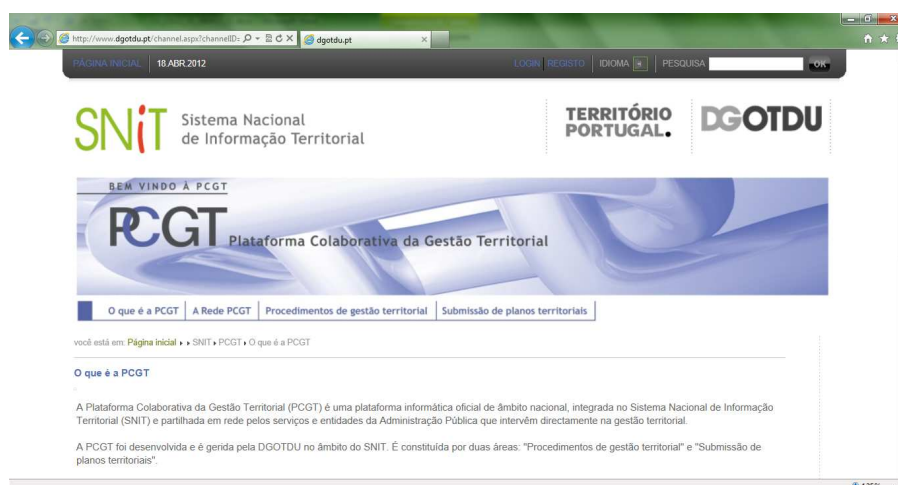 http://www.dgotdu.pt/channel.aspx?channelID=
dgotdu.pt
PÁGINA INICIAL 18.ABR.2012 LOGIN REGISTO IDIOMA PESQUISA OK
SNiT Sistema Nacional
de Informação Territorial
TERRITÓRIO
PORTUGAL.
DGOTDU
BEM VINDO À PCGT
PCGT Plataforma Colaborativa da Gestão Territorial
O que é a PCGT A Rede PCGT Procedimentos de gestão territorial Submissão de planos territoriais
você está em: Página inicial SNIT PCGT O que é a PCGT
O que é a PCGT
A Plataforma Colaborativa da Gestão Territorial (PCGT) é uma plataforma informática oficial de âmbito nacional, integrada no Sistema Nacional de Informação
Territorial (SNIT) e partilhada em rede pelos serviços e entidades da Administração Pública que intervêm directamente na gestão territorial.
A PCGT foi desenvolvida e é gerida pela DGOTDU no âmbito do SNIT. É constituída por duas áreas: "Procedimentos de gestão territorial" e "Submissão de
planos territoriais".